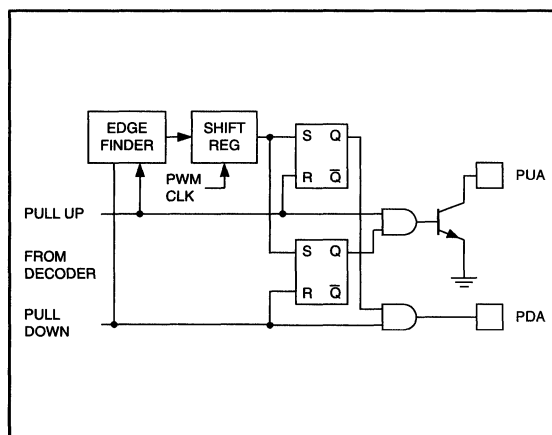 EDGE
FINDER
SHIFT
REG
PWM
CLK
S Q
R Q̅
PUA
PULL UP
FROM
DECODER
S Q
R Q̅
PULL
DOWN
PDA